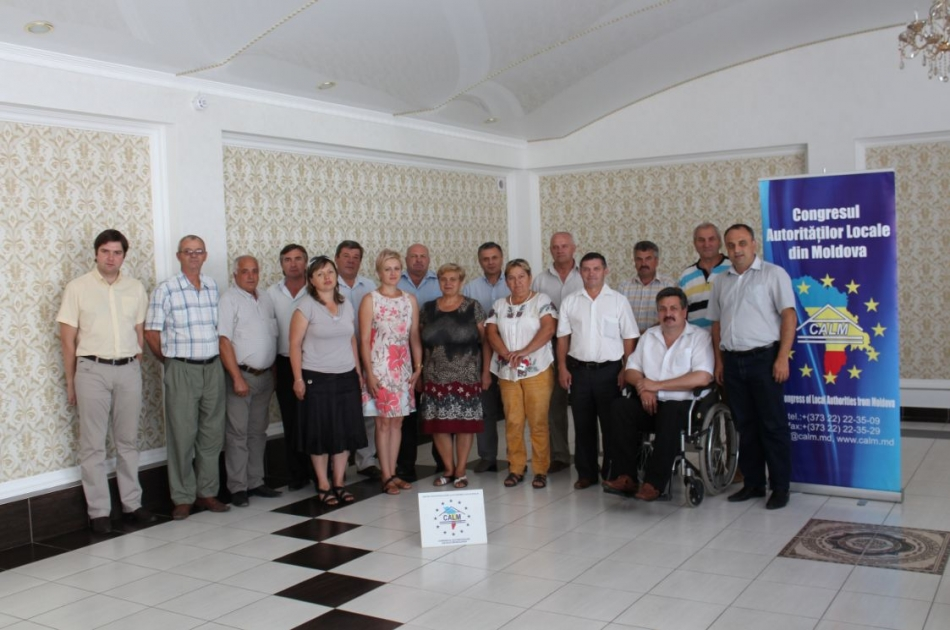 Congresul
Autorităților Locale
din Moldova
CALM
ongress of Local Authorities from Moldova
tel.:+(373 22) 22-35-09
fax:+(373 22) 22-35-29
@calm.md, www.calm.md
CALM